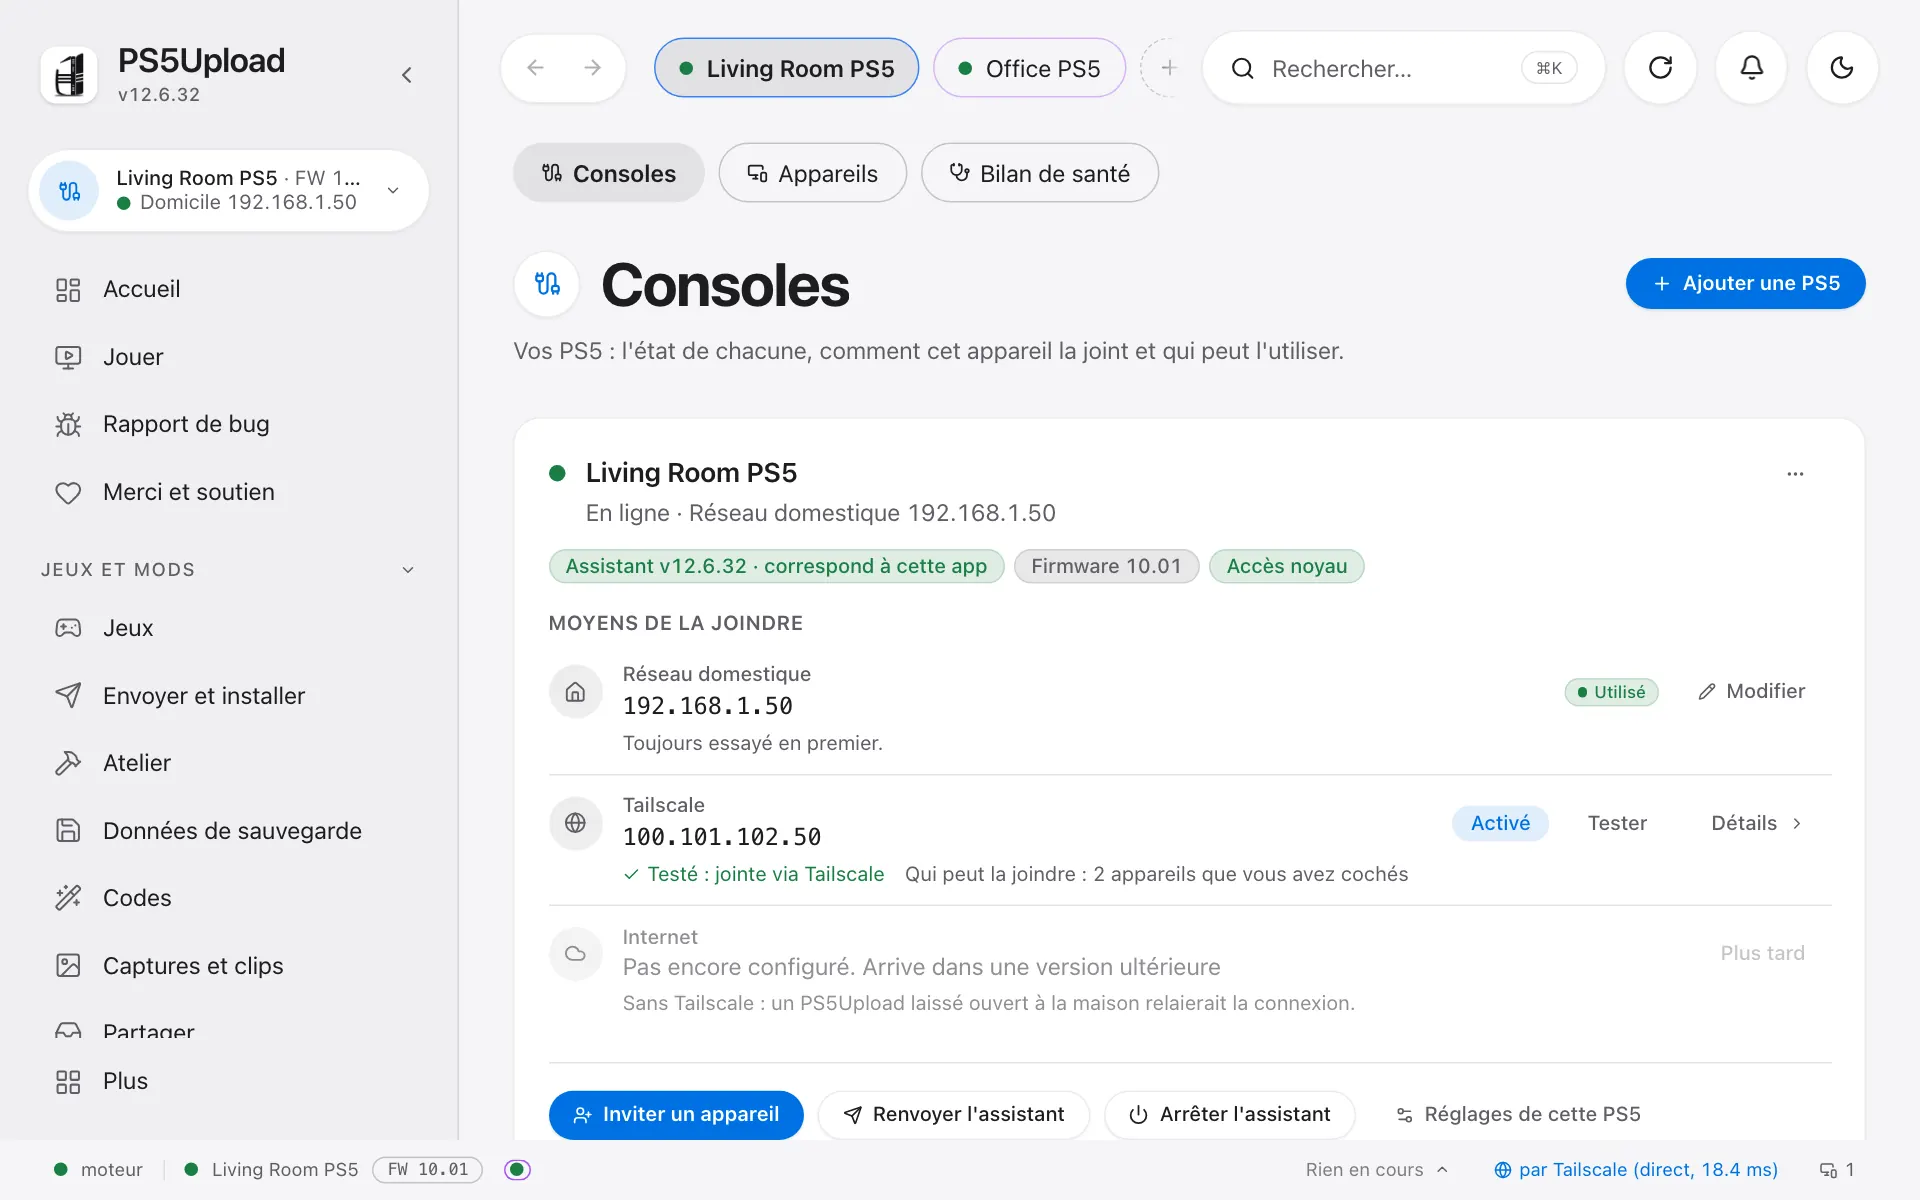 PS5Upload
v12.6.32
Living Room PS5 · FW 1...
Domicile 192.168.1.50
Accueil
Jouer
Rapport de bug
Merci et soutien
JEUX ET MODS
Jeux
Envoyer et installer
Atelier
Données de sauvegarde
Codes
Captures et clips
Partager
Plus
Living Room PS5
Office PS5
Rechercher...
⌘K
Consoles
Appareils
Bilan de santé
Consoles
Ajouter une PS5
Vos PS5 : l'état de chacune, comment cet appareil la joint et qui peut l'utiliser.
Living Room PS5
En ligne · Réseau domestique 192.168.1.50
Assistant v12.6.32 · correspond à cette app
Firmware 10.01
Accès noyau
MOYENS DE LA JOINDRE
Réseau domestique
192.168.1.50
Toujours essayé en premier.
Utilisé
Modifier
Tailscale
100.101.102.50
Testé : jointe via Tailscale
Qui peut la joindre : 2 appareils que vous avez cochés
Activé
Tester
Détails
Internet
Pas encore configuré. Arrive dans une version ultérieure
Sans Tailscale : un PS5Upload laissé ouvert à la maison relaierait la connexion.
Plus tard
Inviter un appareil
Renvoyer l'assistant
Arrêter l'assistant
Réglages de cette PS5
moteur
Living Room PS5
FW 10.01
Rien en cours
par Tailscale (direct, 18.4 ms)
1